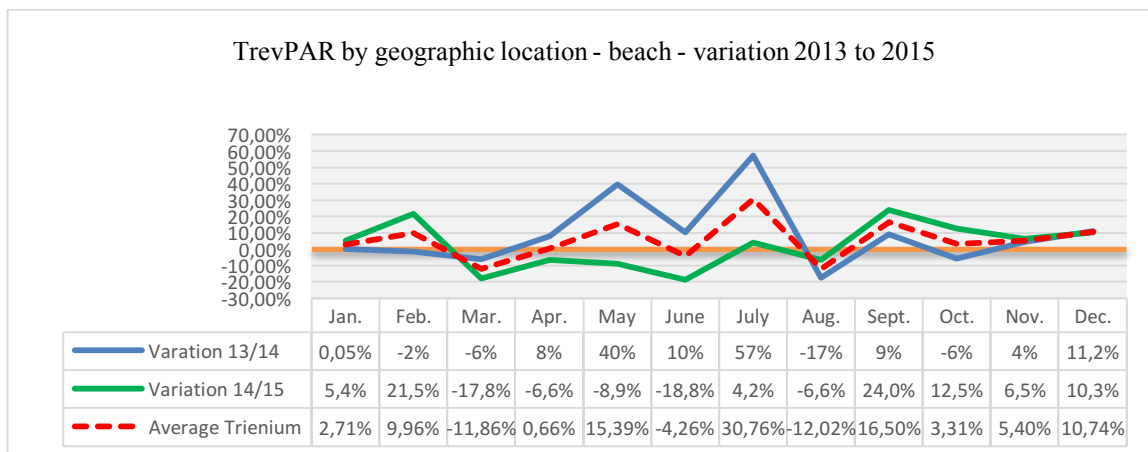 TrevPAR by geographic location - beach - variation 2013 to 2015
70,00%
60,00%
50,00%
40,00%
30,00%
20,00%
10,00%
0,00%
-10,00%
-20,00%
-30,00%
Jan. Feb. Mar. Apr. May June July Aug. Sept. Oct. Nov. Dec.
Varation 13/14 0,05% -2% -6% 8% 40% 10% 57% -17% 9% -6% 4% 11,2%
Variation 14/15 5,4% 21,5% -17,8% -6,6% -8,9% -18,8% 4,2% -6,6% 24,0% 12,5% 6,5% 10,3%
Average Trienium 2,71% 9,96% -11,86% 0,66% 15,39% -4,26% 30,76% -12,02% 16,50% 3,31% 5,40% 10,74%